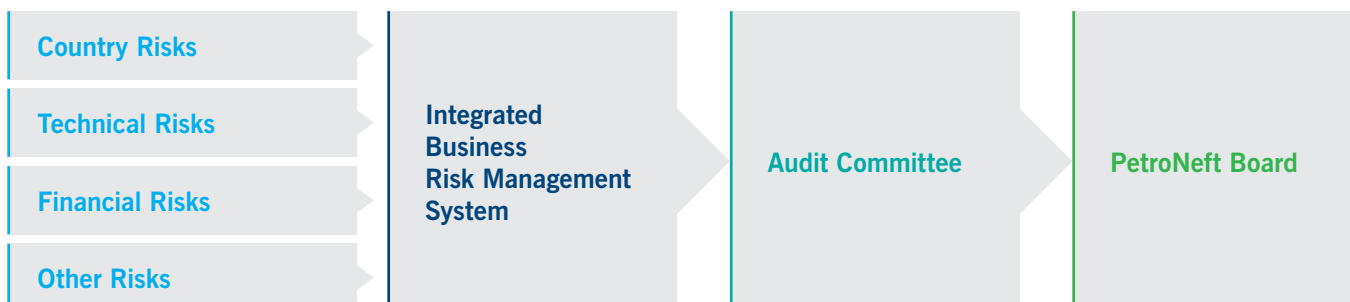 Country Risks
Technical Risks
Financial Risks
Other Risks
Integrated
Business
Risk Management
System
Audit Committee
PetroNeft Board